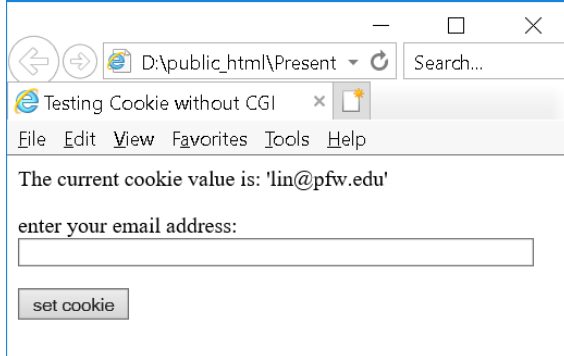 D:\public_html\Present Search...
Testing Cookie without CGI
File Edit View Favorites Tools Help
The current cookie value is: 'lin@pfw.edu'
enter your email address:
set cookie